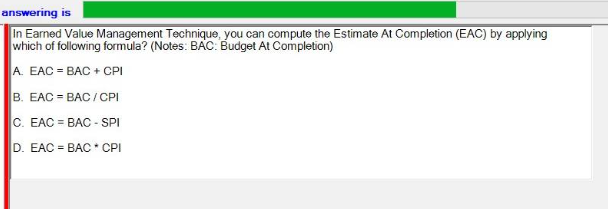 answering is
In Earned Value Management Technique, you can compute the Estimate At Completion (EAC) by applying
which of following formula? (Notes: BAC: Budget At Completion)
A. EAC = BAC + CPI
B. EAC = BAC / CPI
C. EAC = BAC - SPI
D. EAC = BAC * CPI